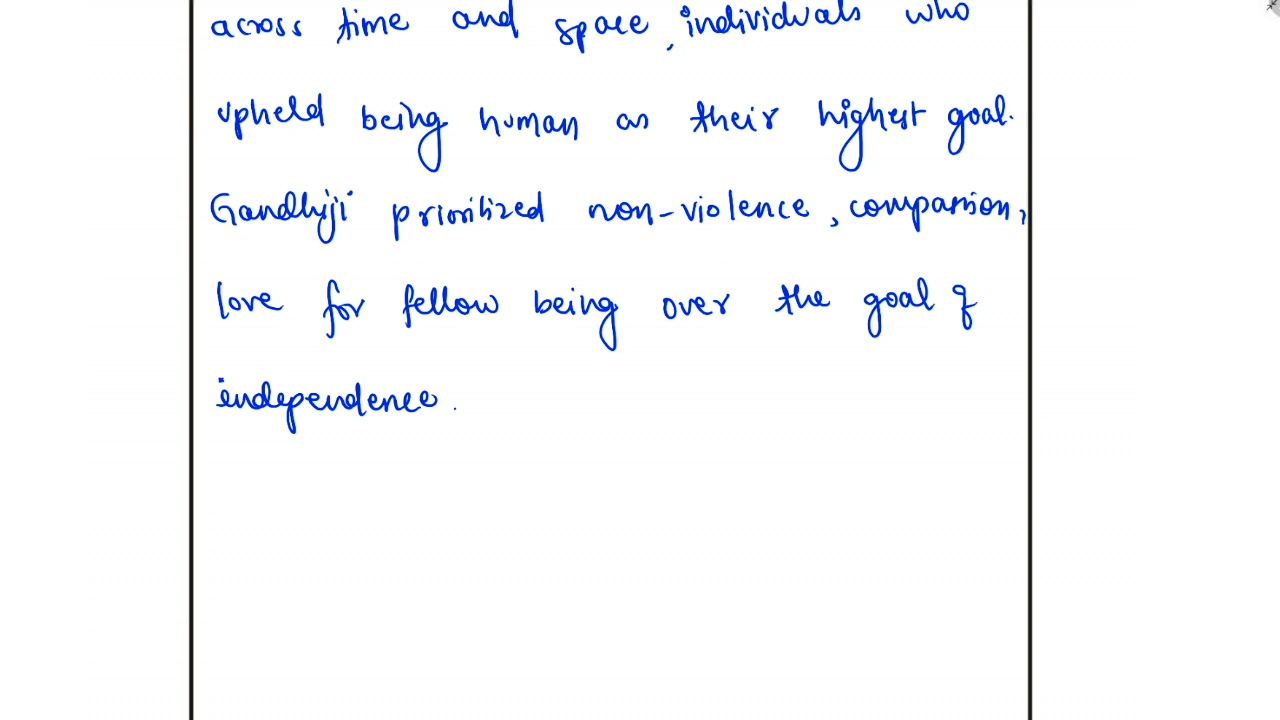 across time and space, individuals who
upheld being human as their highest goal.
Gandhiji prioritized non-violence, compassion,
love for fellow being over the goal of
independence.